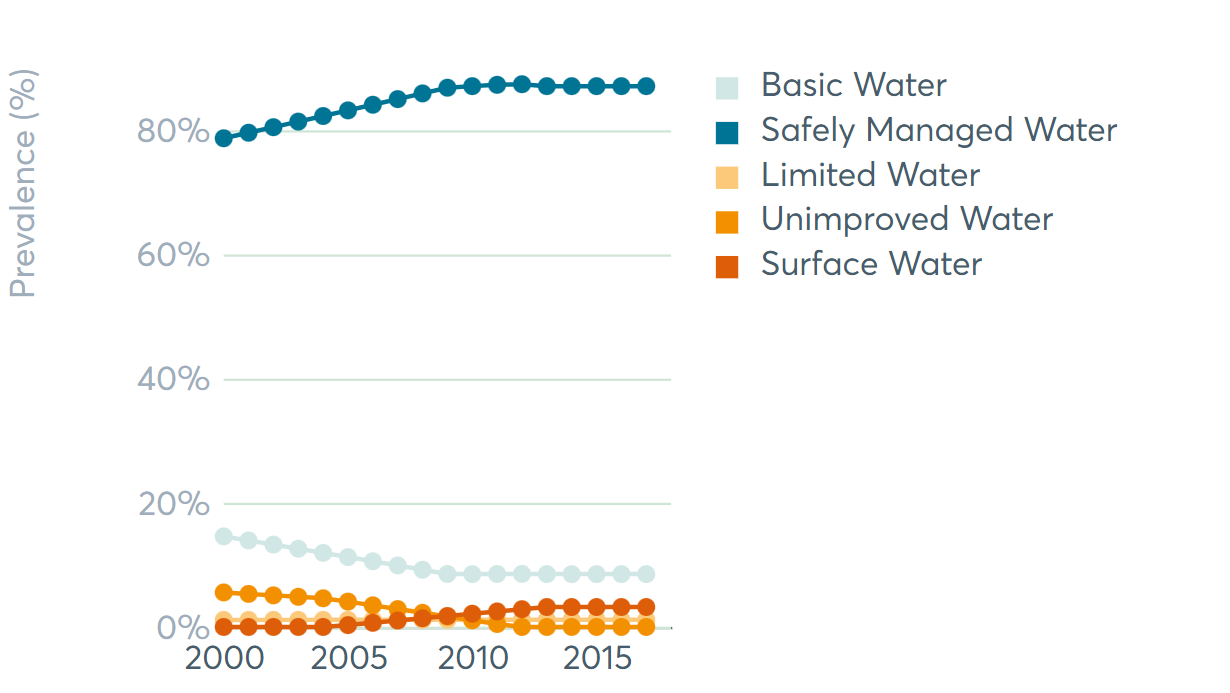 Prevalence (%)
80%
60%
40%
20%
0%
2000 2005 2010 2015
Basic Water
Safely Managed Water
Limited Water
Unimproved Water
Surface Water